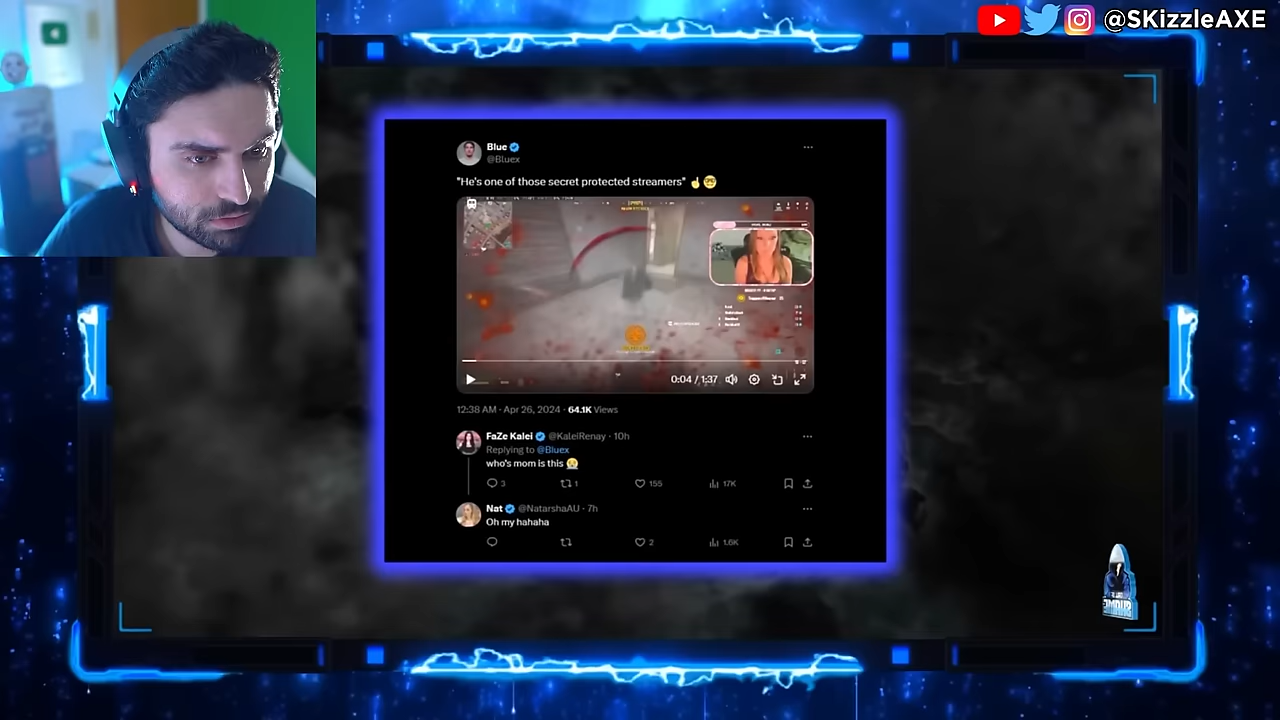 @SKizzleAXE
Blue
@Bluex
"He's one of those secret protected streamers" ☝️🤓
0:04 / 1:37
12:38 AM · Apr 26, 2024 · 64.1K Views
FaZe Kalei @KaleiRenay · 10h
Replying to @Bluex
who's mom is this 😭
3 1 155 17K
Nat @NatarshaAU · 7h
Oh my hahaha
2 1.6K